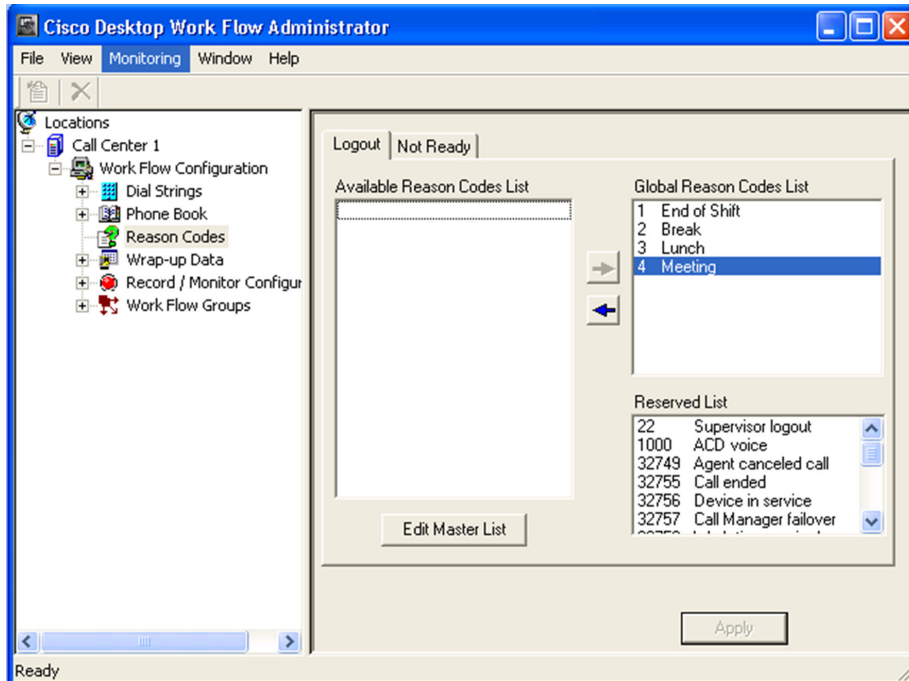 Cisco Desktop Work Flow Administrator
File View Monitoring Window Help
Locations
Call Center 1
Work Flow Configuration
Dial Strings
Phone Book
Reason Codes
Wrap-up Data
Record / Monitor Configur
Work Flow Groups
Logout Not Ready
Available Reason Codes List
Edit Master List
Global Reason Codes List
1 End of Shift
2 Break
3 Lunch
4 Meeting
Reserved List
22 Supervisor logout
1000 ACD voice
32749 Agent canceled call
32755 Call ended
32756 Device in service
32757 Call Manager failover
Apply
Ready